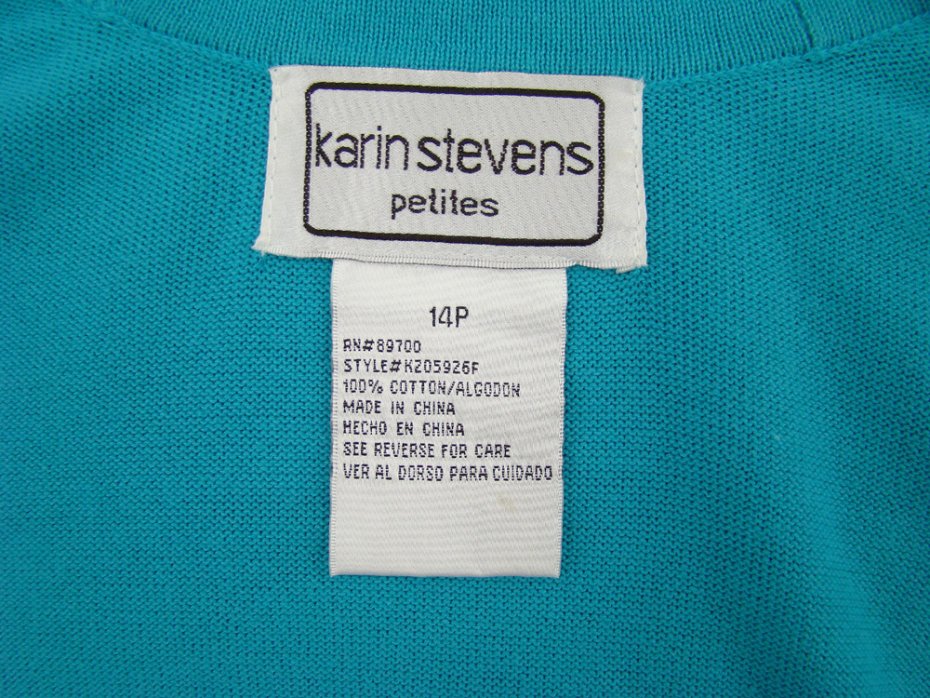 karin stevens
petites
14P
RN#89700
STYLE#K205926F
100% COTTON/ALGODON
MADE IN CHINA
HECHO EN CHINA
SEE REVERSE FOR CARE
VER AL DORSO PARA CUIDADO